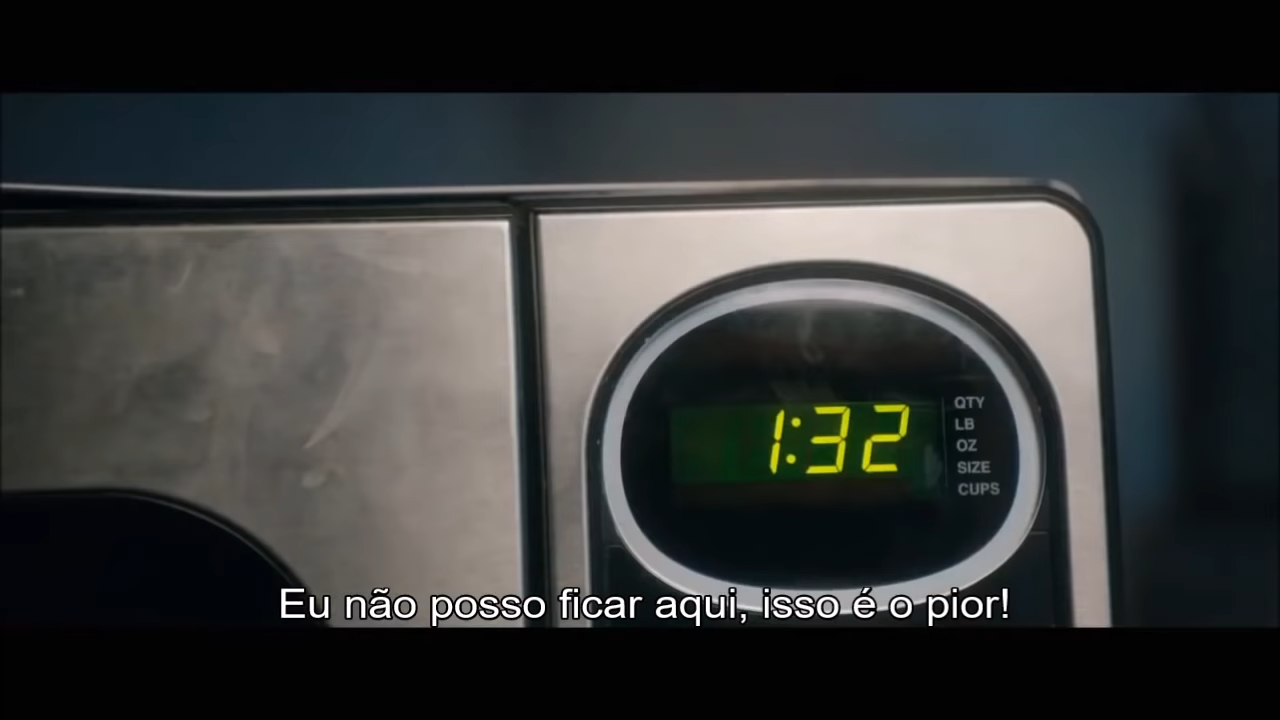 1:32
QTY
LB
OZ
SIZE
CUPS
Eu não posso ficar aqui, isso é o pior!